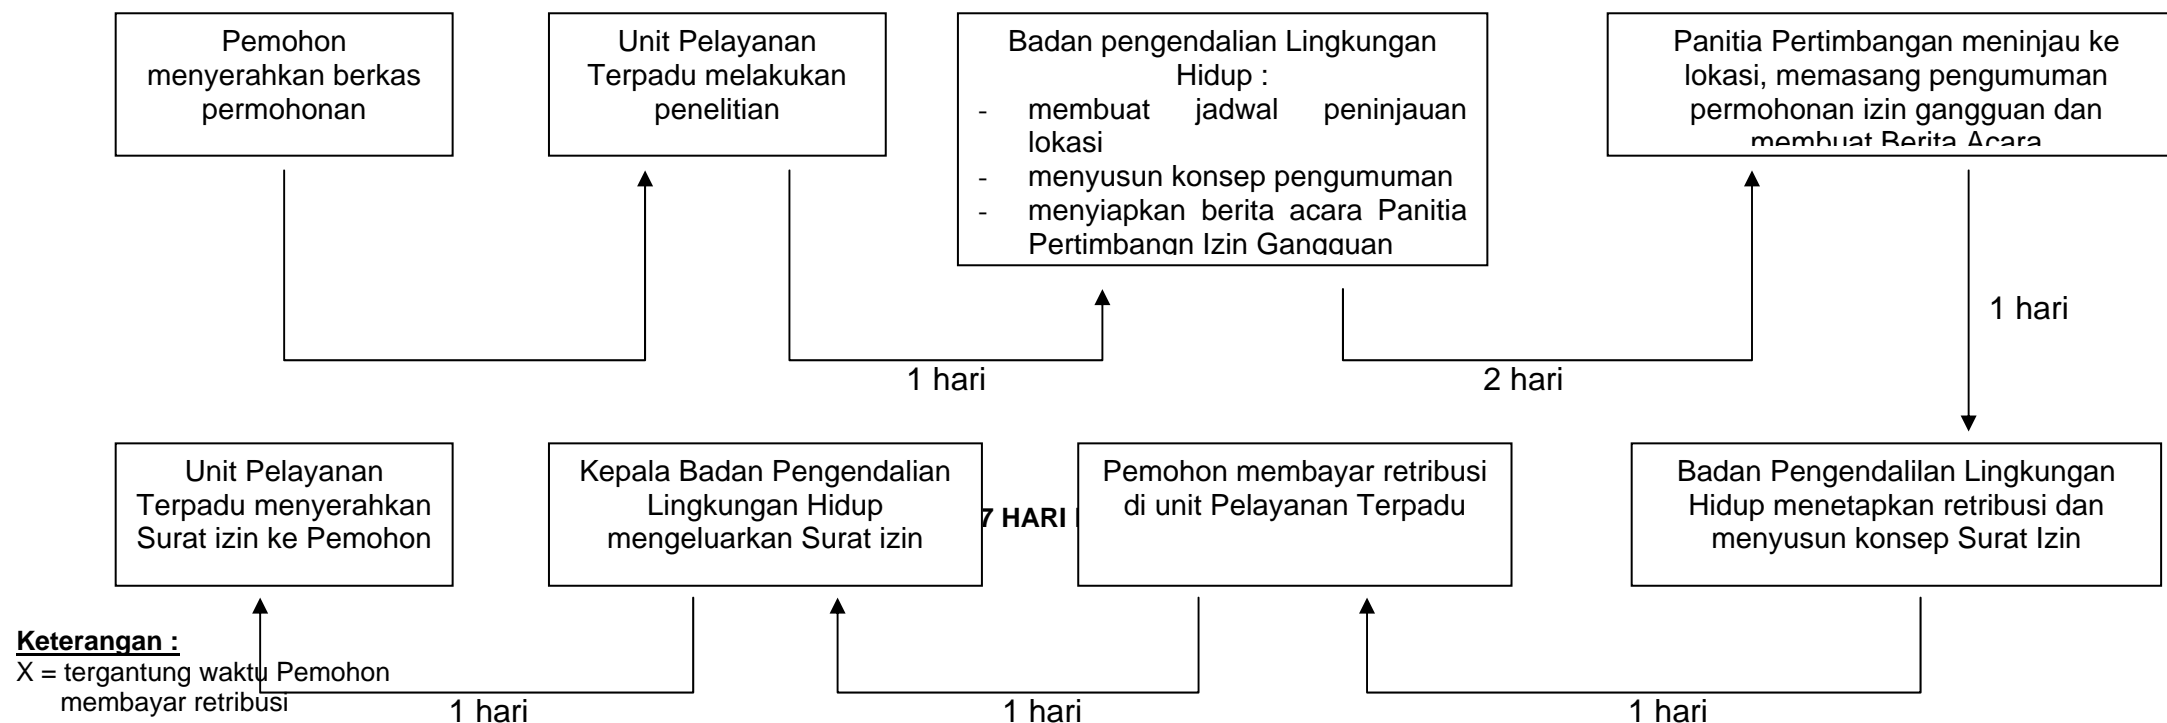 Pemohon
menyerahkan berkas
permohonan
Unit Pelayanan
Terpadu melakukan
penelitian
Badan pengendalian Lingkungan
Hidup :
- membuat jadwal peninjauan
lokasi
- menyusun konsep pengumuman
- menyiapkan berita acara Panitia
Pertimbangn Izin Gangguan
Panitia Pertimbangan meninjau ke
lokasi, memasang pengumuman
permohonan izin gangguan dan
membuat Berita Acara
1 hari
2 hari
1 hari
Unit Pelayanan
Terpadu menyerahkan
Surat izin ke Pemohon
Kepala Badan Pengendalian
Lingkungan Hidup
mengeluarkan Surat izin
7 HARI
Pemohon membayar retribusi
di unit Pelayanan Terpadu
Badan Pengendalilan Lingkungan
Hidup menetapkan retribusi dan
menyusun konsep Surat Izin
Keterangan :
X = tergantung waktu Pemohon
membayar retribusi
1 hari
1 hari
1 hari